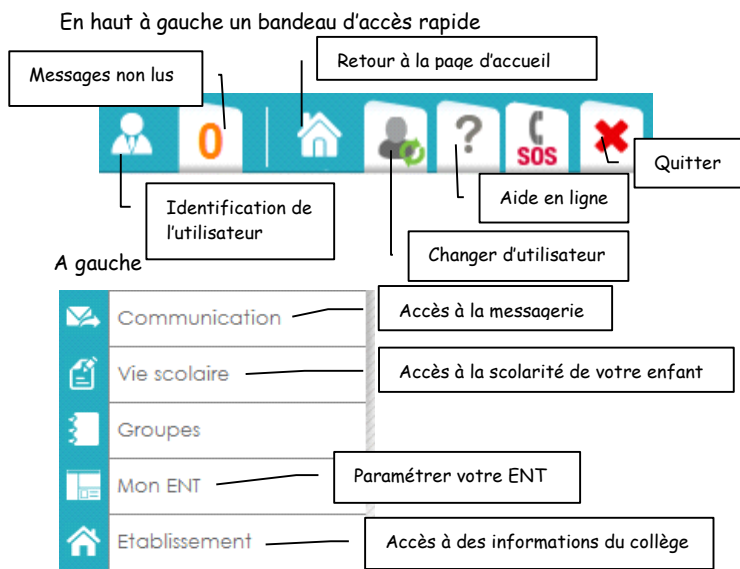 En haut à gauche un bandeau d'accès rapide
Messages non lus
Retour à la page d'accueil
0
?
SOS
Quitter
Identification de
l'utilisateur
Aide en ligne
Changer d'utilisateur
A gauche
Communication
Accès à la messagerie
Vie scolaire
Accès à la scolarité de votre enfant
Groupes
Mon ENT
Paramétrer votre ENT
Etablissement
Accès à des informations du collège